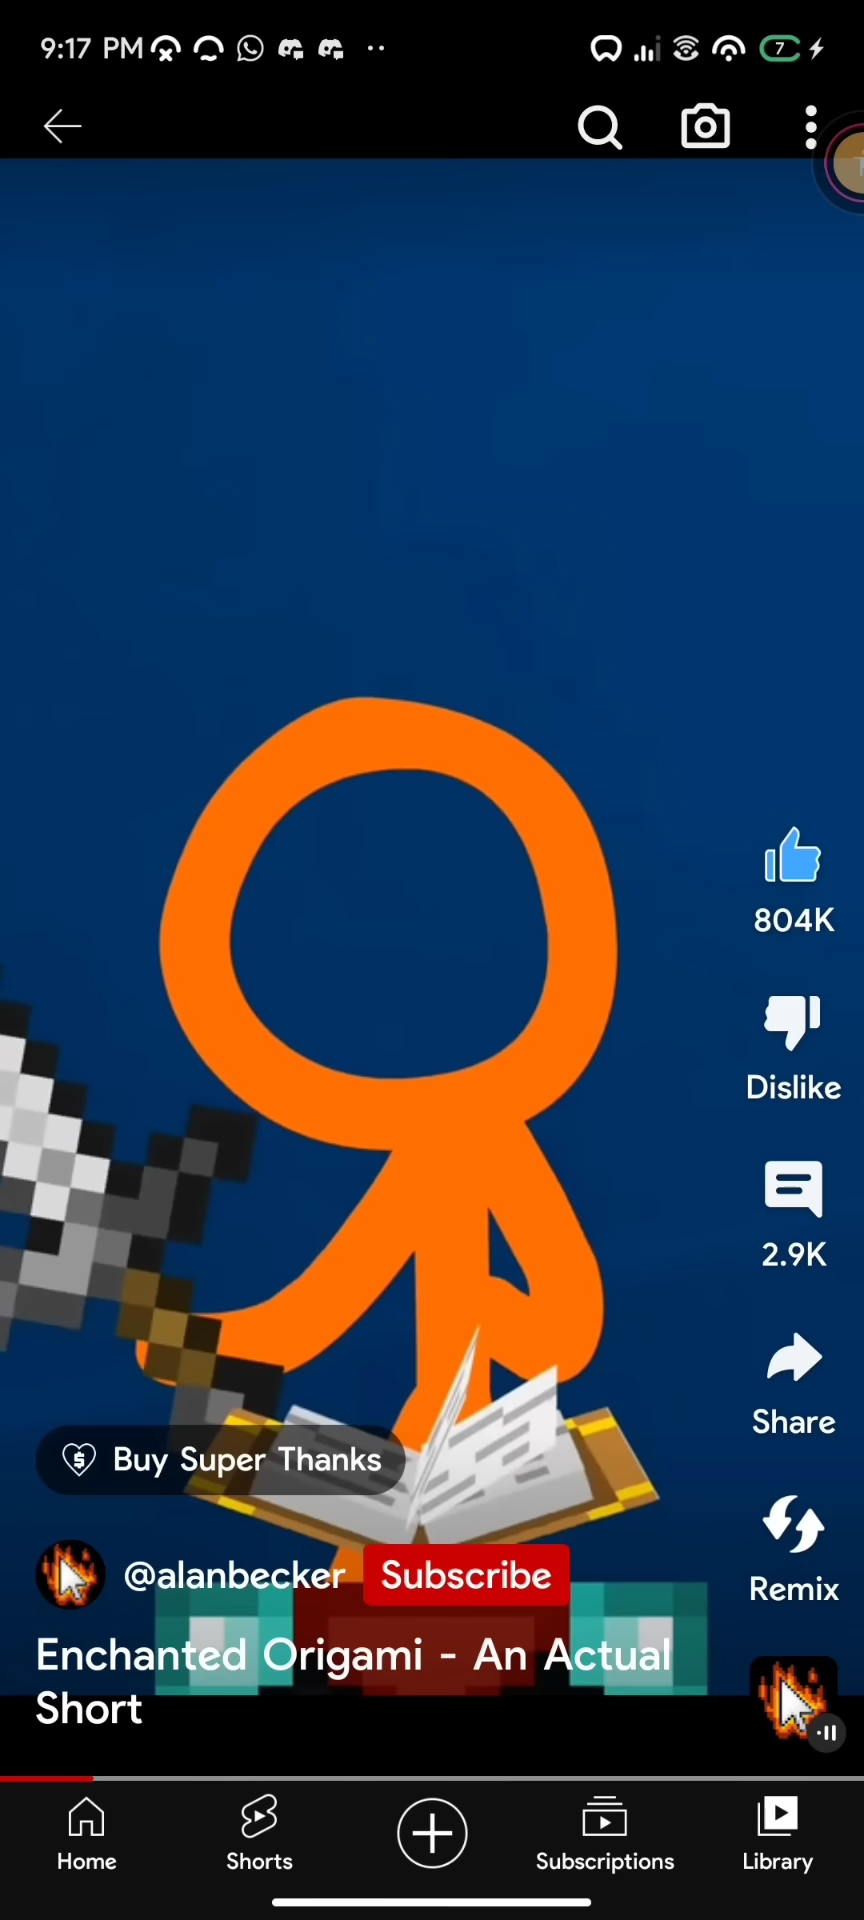 9:17 PM
7
804K
Dislike
2.9K
Share
Buy Super Thanks
@alanbecker Subscribe
Remix
Enchanted Origami - An Actual
Short
Home Shorts Subscriptions Library